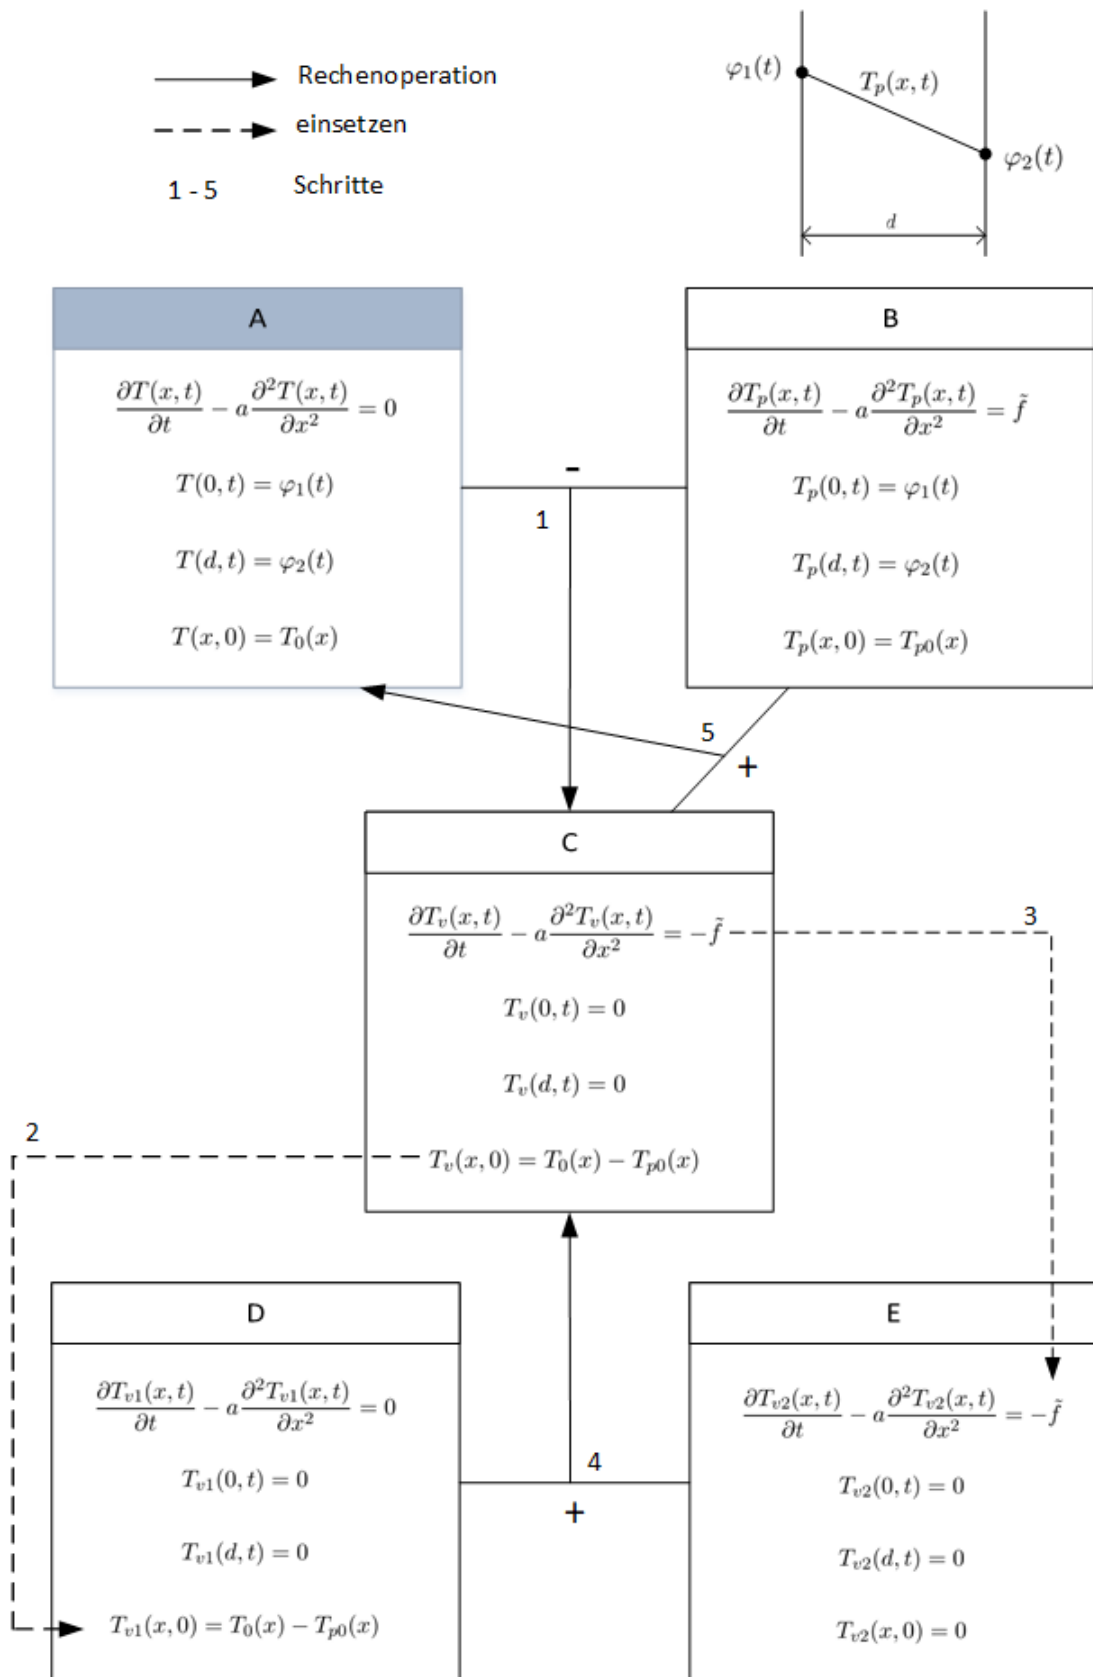 Rechenoperation
einsetzen
1 - 5 Schritte
φ₁(t)
Tₚ(x, t)
φ₂(t)
d
A
∂T(x, t)/∂t − a ∂²T(x, t)/∂x² = 0
T(0, t) = φ₁(t)
T(d, t) = φ₂(t)
T(x, 0) = T₀(x)
B
∂Tₚ(x, t)/∂t − a ∂²Tₚ(x, t)/∂x² = f̃
Tₚ(0, t) = φ₁(t)
Tₚ(d, t) = φ₂(t)
Tₚ(x, 0) = Tₚ₀(x)
-
1
5
+
C
∂Tᵥ(x, t)/∂t − a ∂²Tᵥ(x, t)/∂x² = −f̃
Tᵥ(0, t) = 0
Tᵥ(d, t) = 0
Tᵥ(x, 0) = T₀(x) − Tₚ₀(x)
3
2
D
∂Tᵥ₁(x, t)/∂t − a ∂²Tᵥ₁(x, t)/∂x² = 0
Tᵥ₁(0, t) = 0
Tᵥ₁(d, t) = 0
Tᵥ₁(x, 0) = T₀(x) − Tₚ₀(x)
4
+
E
∂Tᵥ₂(x, t)/∂t − a ∂²Tᵥ₂(x, t)/∂x² = −f̃
Tᵥ₂(0, t) = 0
Tᵥ₂(d, t) = 0
Tᵥ₂(x, 0) = 0